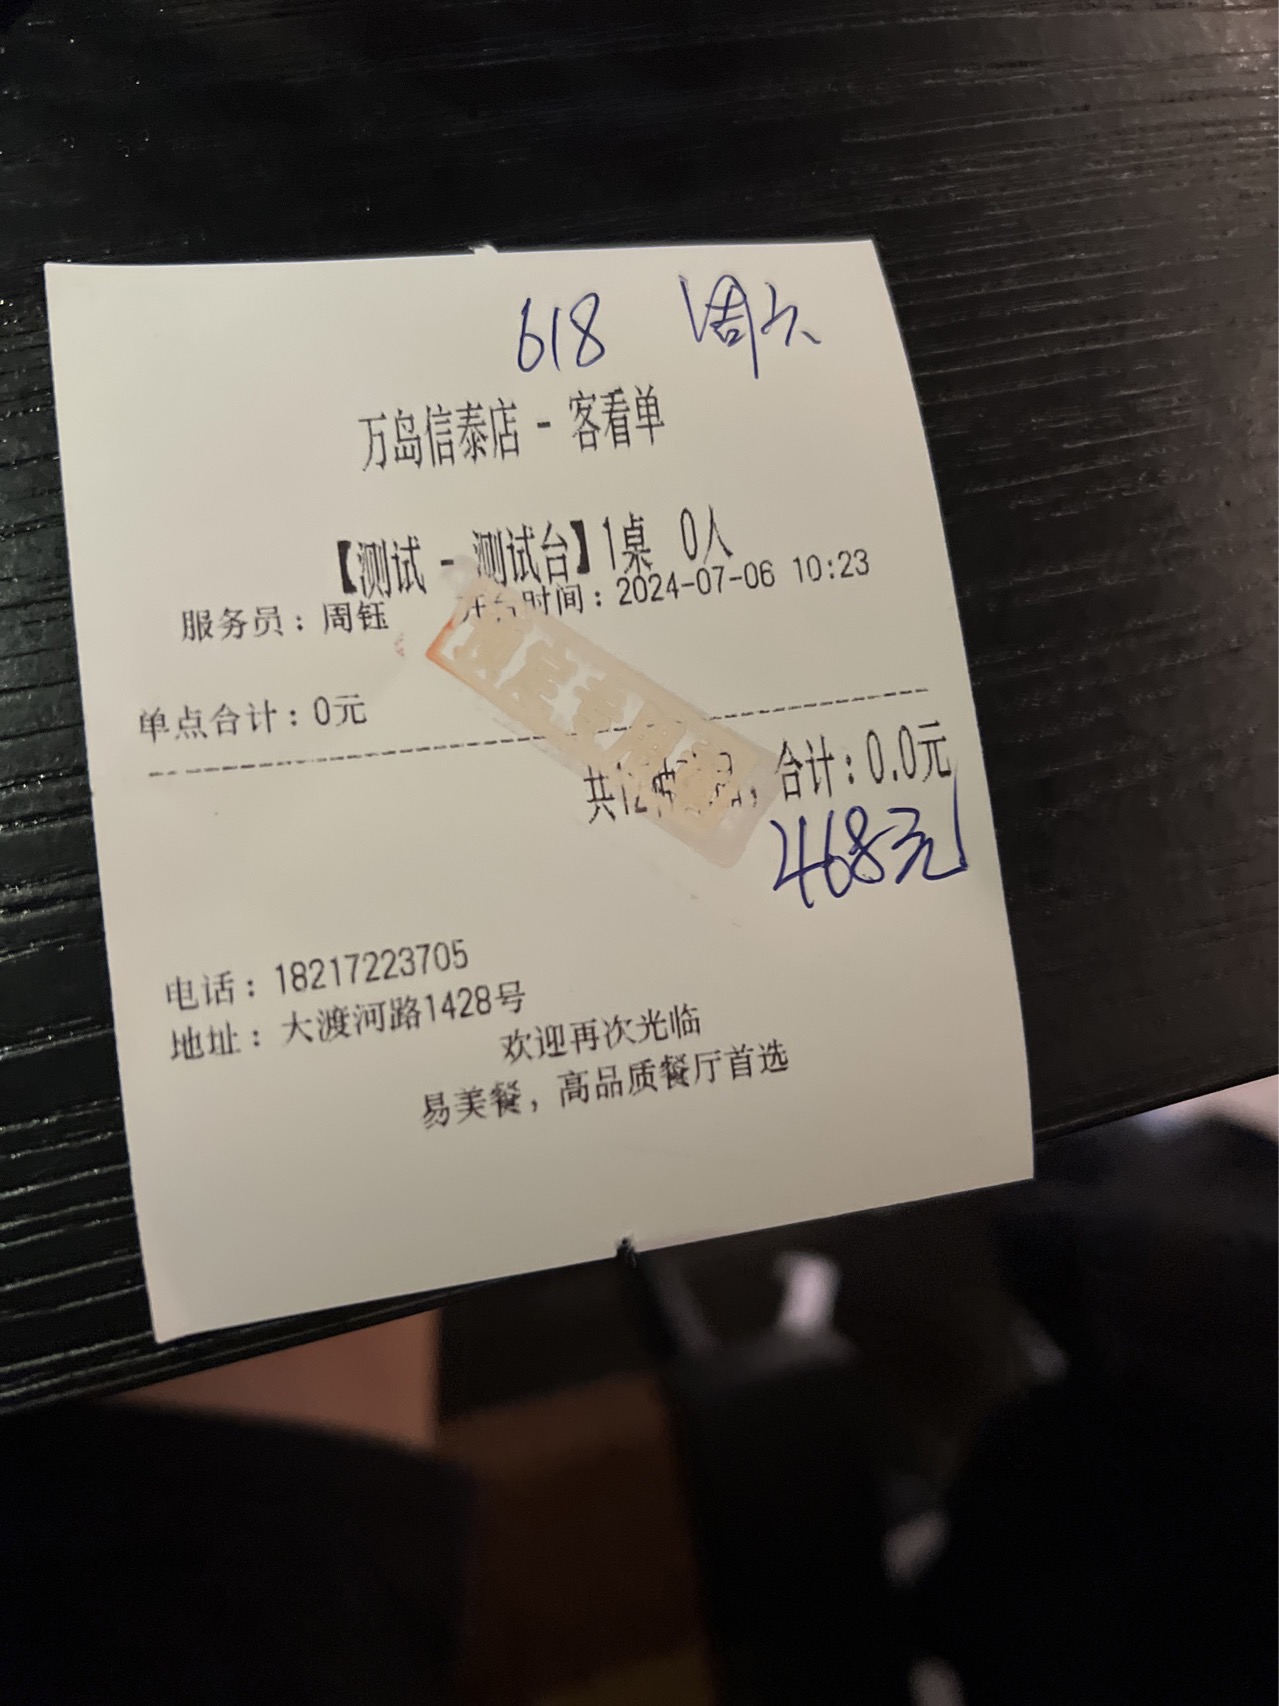 618 周六
万岛信泰店 - 客看单
【测试 - 测试台】1桌 0人
服务员：周钰 时间：2024-07-06 10:23
单点合计：0元
共12 ，合计：0.0元
468元
电话：18217223705
地址：大渡河路1428号
欢迎再次光临
易美餐，高品质餐厅首选